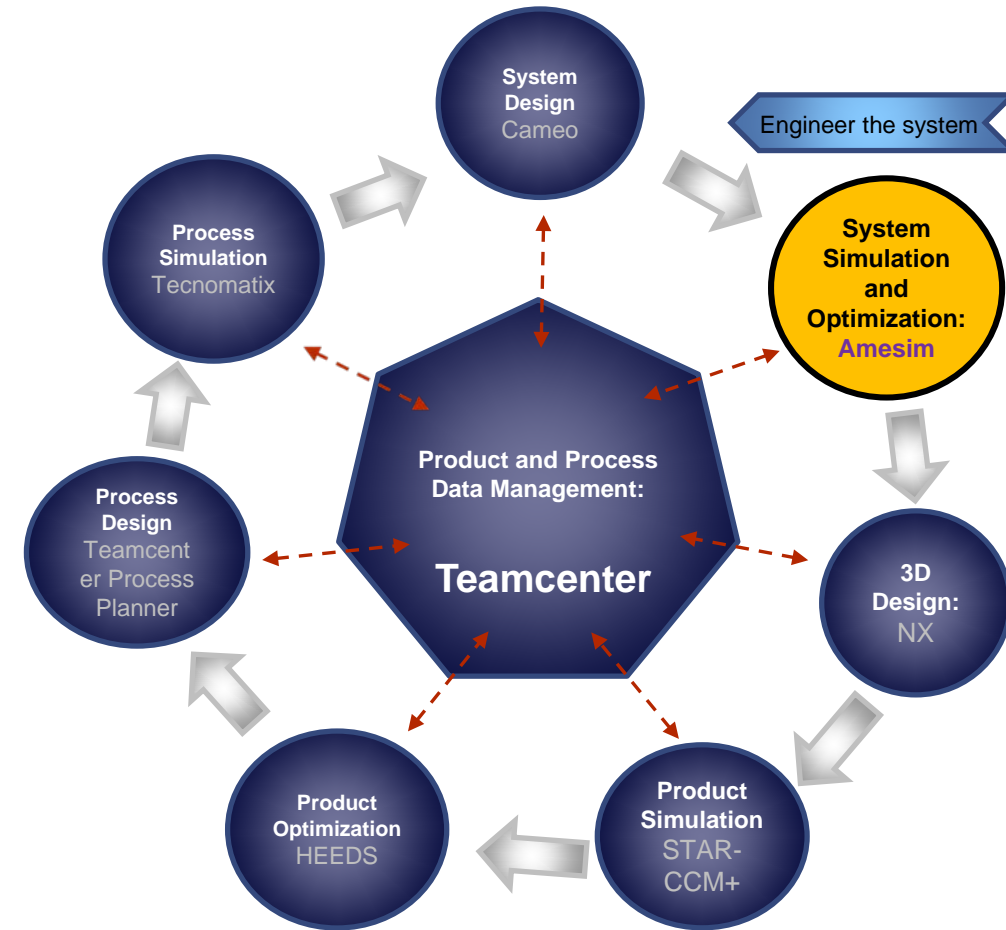 System
Design
Cameo
Engineer the system
System
Simulation
and
Optimization:
Amesim
Process
Simulation
Tecnomatix
Product and Process
Data Management:
Teamcenter
Process
Design
Teamcent
er Process
Planner
3D
Design:
NX
Product
Simulation
STAR-
CCM+
Product
Optimization
HEEDS